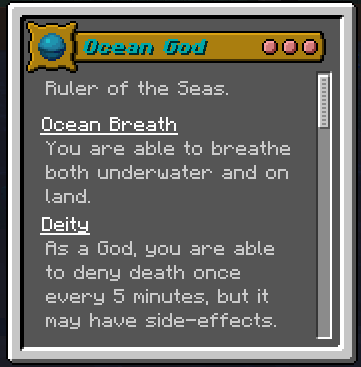 Ocean God
Ruler of the Seas.
Ocean Breath
You are able to breathe
both underwater and on
land.
Deity
As a God, you are able
to deny death once
every 5 minutes, but it
may have side-effects.